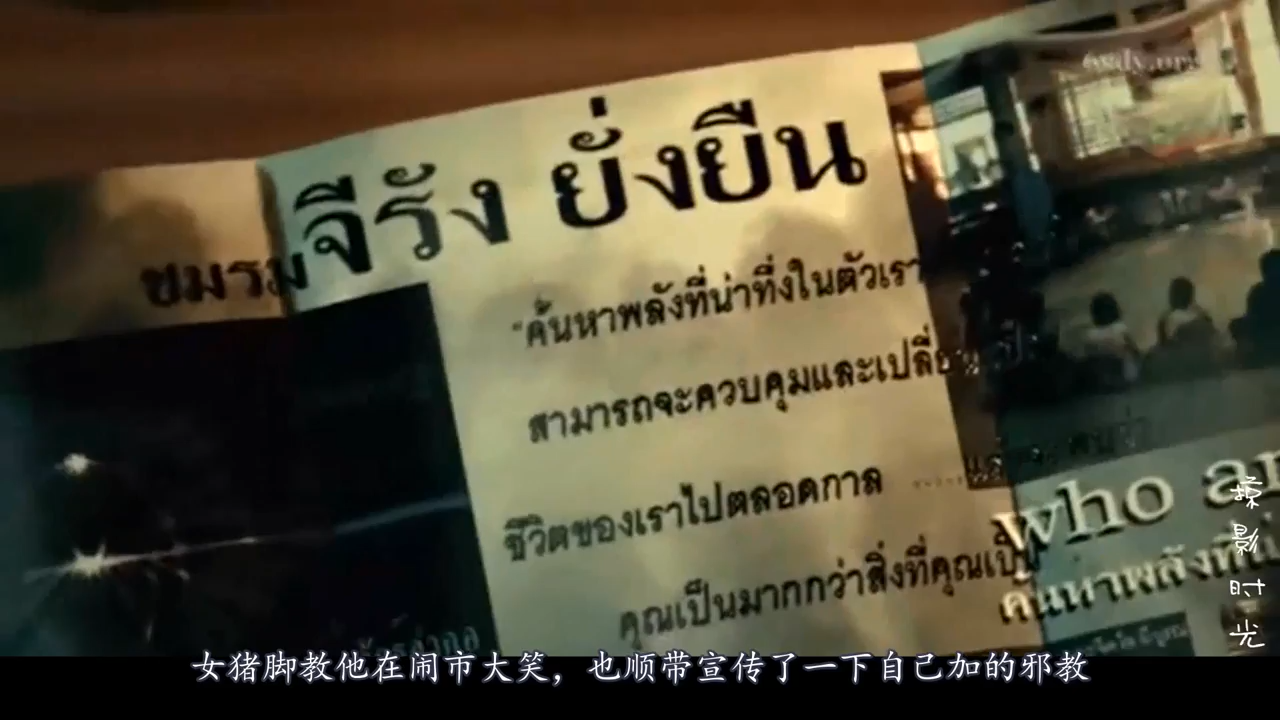 ชมรมจีรัง ยั่งยืน
"ค้นหาพลังที่น่าทึ่งในตัวเรา
สามารถจะควบคุมและเปลี่ยน
ชีวิตของเราไปตลอดกาล ......
คุณเป็นมากกว่าสิ่งที่คุณเป็น
who ar
ค้นหาพลังที่น่
掠影时光
女猪脚教他在闹市大笑，也顺带宣传了一下自己加的邪教